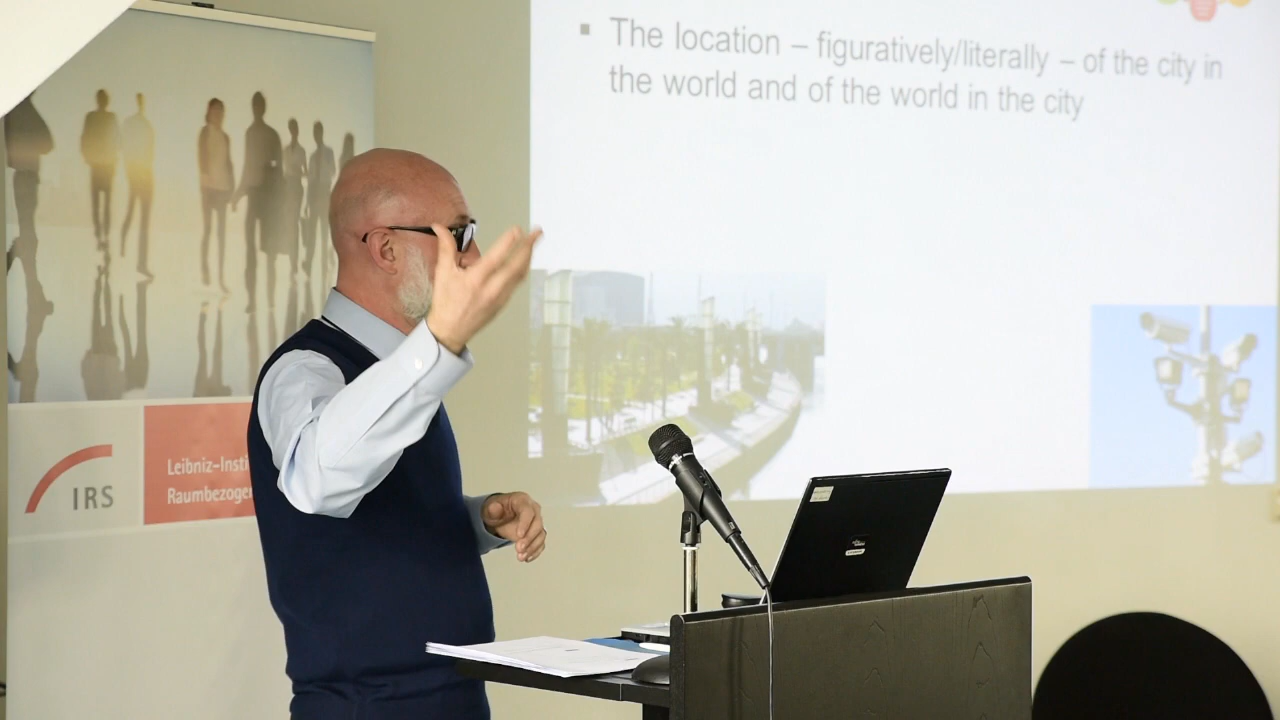 The location – figuratively/literally – of the city in
the world and of the world in the city
IRS
Leibniz-Insti
Raumbezogen